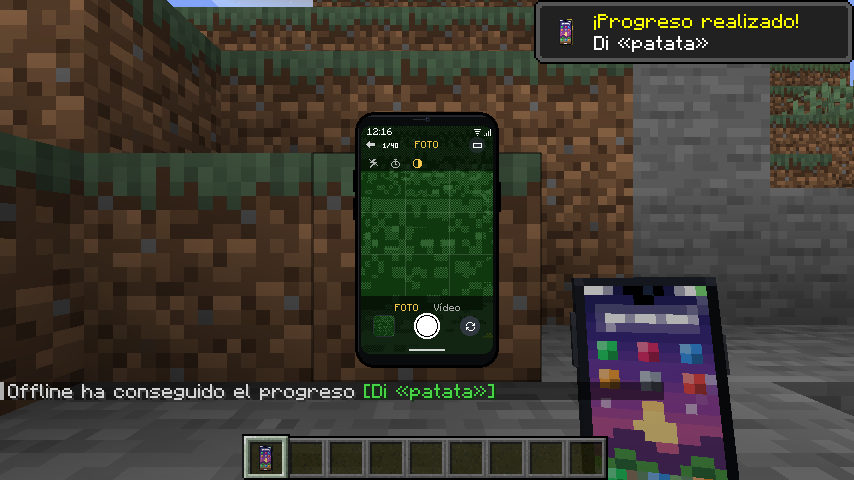 ¡Progreso realizado!
Di «patata»
12:16
1/40 FOTO
FOTO Vídeo
Offline ha conseguido el progreso [Di «patata»]